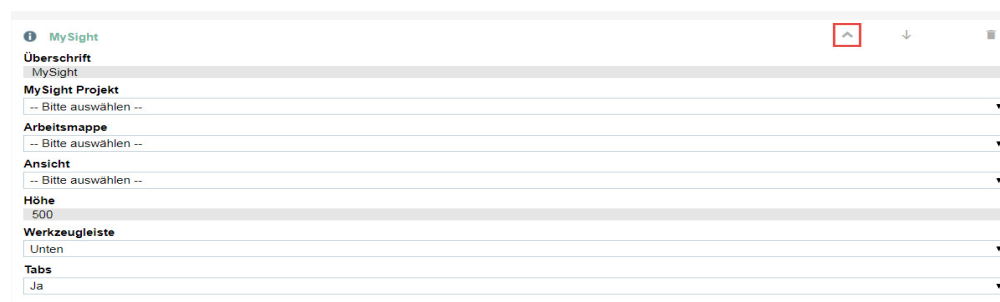 MySight
Überschrift
MySight
MySight Projekt
-- Bitte auswählen --
Arbeitsmappe
-- Bitte auswählen --
Ansicht
-- Bitte auswählen --
Höhe
500
Werkzeugleiste
Unten
Tabs
Ja